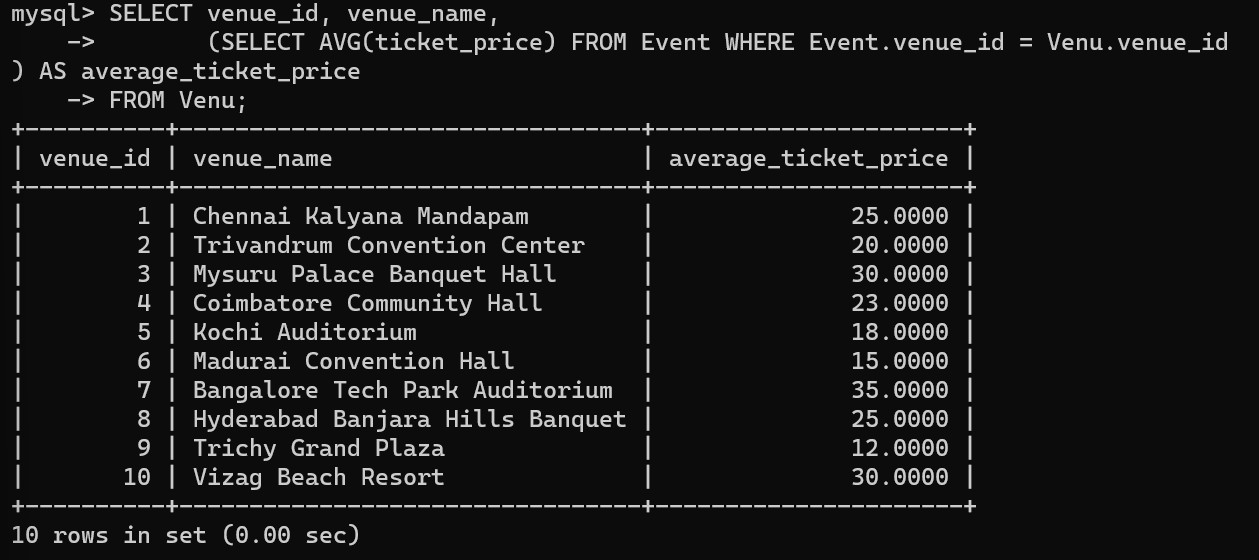 mysql> SELECT venue_id, venue_name,
    ->        (SELECT AVG(ticket_price) FROM Event WHERE Event.venue_id = Venu.venue_id
) AS average_ticket_price
    -> FROM Venu;
+----------+---------------------------------+----------------------+
| venue_id | venue_name                      | average_ticket_price |
+----------+---------------------------------+----------------------+
|        1 | Chennai Kalyana Mandapam        |              25.0000 |
|        2 | Trivandrum Convention Center    |              20.0000 |
|        3 | Mysuru Palace Banquet Hall      |              30.0000 |
|        4 | Coimbatore Community Hall       |              23.0000 |
|        5 | Kochi Auditorium                |              18.0000 |
|        6 | Madurai Convention Hall         |              15.0000 |
|        7 | Bangalore Tech Park Auditorium  |              35.0000 |
|        8 | Hyderabad Banjara Hills Banquet |              25.0000 |
|        9 | Trichy Grand Plaza              |              12.0000 |
|       10 | Vizag Beach Resort              |              30.0000 |
+----------+---------------------------------+----------------------+
10 rows in set (0.00 sec)